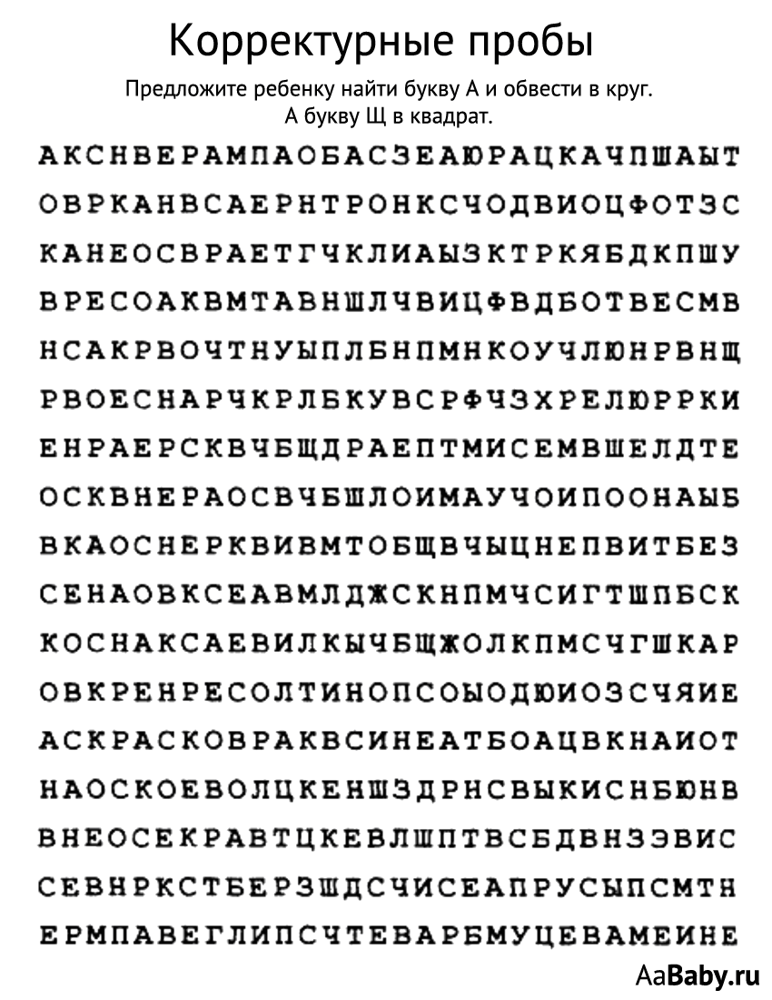 Корректурные пробы
Предложите ребенку найти букву А и обвести в круг.
А букву Щ в квадрат.
АКСНВЕРАМПАОБАСЗЕАЮРАЦКАЧПШАЫТ
ОВРКАНВСАЕРНТРОНКСЧОДВИОЦФОТЗС
КАНЕОСВРАЕТГЧКЛИАЫЗКТРКЯБДКПШУ
ВРЕСОАКВМТАВНШЛЧВИЦФВДБОТВЕСМВ
НСАКРВОЧТНУЫПЛБНПМНКОУЧЛЮНРВНЩ
РВОЕСНАРЧКРЛБКУВСРФЧЗХРЕЛЮРРКИ
ЕНРАЕРСКВЧБЩДРАЕПТМИСЕМВШЕЛДТЕ
ОСКВНЕРАОСВЧБШЛОИМАУЧОИПООНАЫБ
ВКАОСНЕРКВИВМТОБЩВЧЫЦНЕПВИТБЕЗ
СЕНАОВКСЕАВМЛДЖСКНПМЧСИГТШПБСК
КОСНАКСАЕВИЛКЫЧБЩЖОЛКПМСЧГШКАР
ОВКРЕНРЕСОЛТИНОПСОЫОДЮИОЗСЧЯИЕ
АСКРАСКОВРАКВСИНЕАТБОАЦВКНАИОТ
НАОСКОЕВОЛЦКЕНШЗДРНСВЫКИСНБЮНВ
ВНЕОСЕКРАВТЦКЕВЛШПТВСБДВНЗЭВИС
СЕВНРКСТБЕРЗШДСЧИСЕАПРУСЫПСМТН
ЕРМПАВЕГЛИПСЧТЕВАРБМУЦЕВАМЕИНЕ
AaBaby.ru